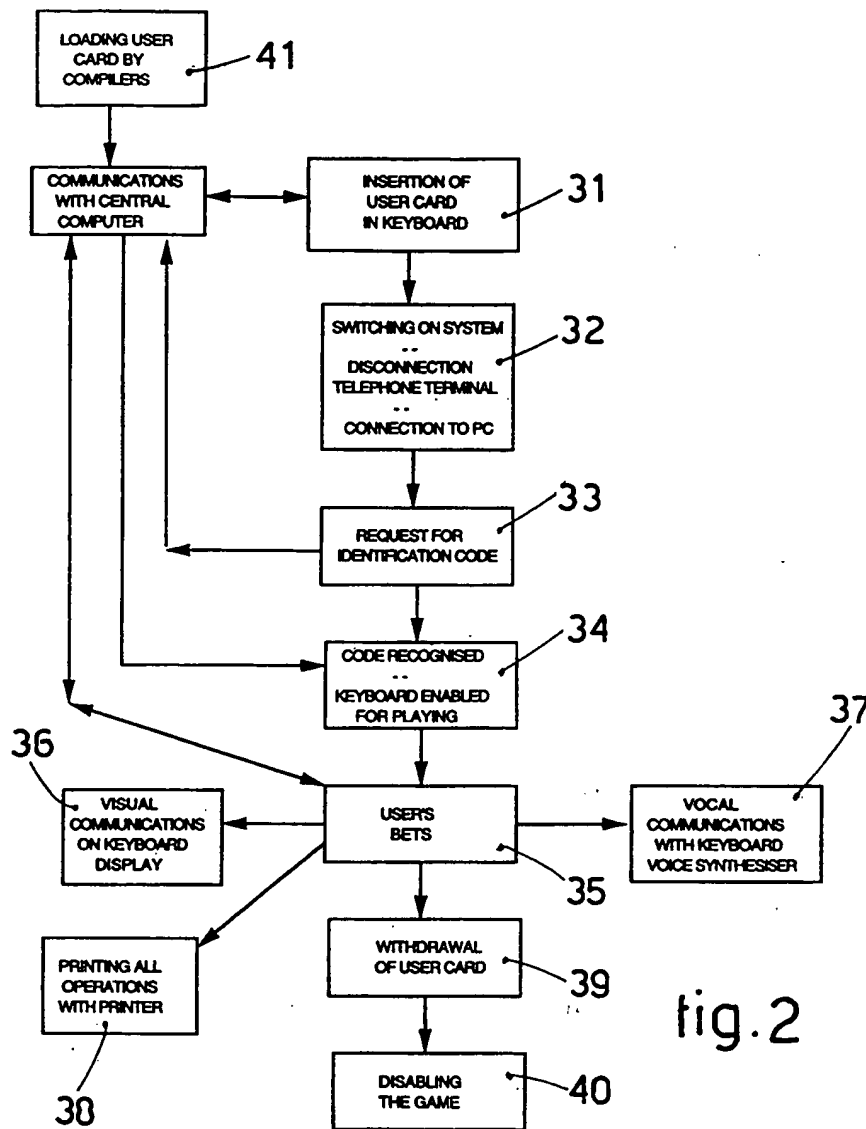 LOADING USER
CARD BY
COMPILERS
41
COMMUNICATIONS
WITH CENTRAL
COMPUTER
INSERTION OF
USER CARD
IN KEYBOARD
31
SWITCHING ON SYSTEM
--
DISCONNECTION
TELEPHONE TERMINAL
--
CONNECTION TO PC
32
REQUEST FOR
IDENTIFICATION CODE
33
CODE RECOGNISED
--
KEYBOARD ENABLED
FOR PLAYING
34
36
VISUAL
COMMUNICATIONS
ON KEYBOARD
DISPLAY
USER'S
BETS
35
37
VOCAL
COMMUNICATIONS
WITH KEYBOARD
VOICE SYNTHESISER
PRINTING ALL
OPERATIONS
WITH PRINTER
38
WITHDRAWAL
OF USER CARD
39
DISABLING
THE GAME
40
fig.2